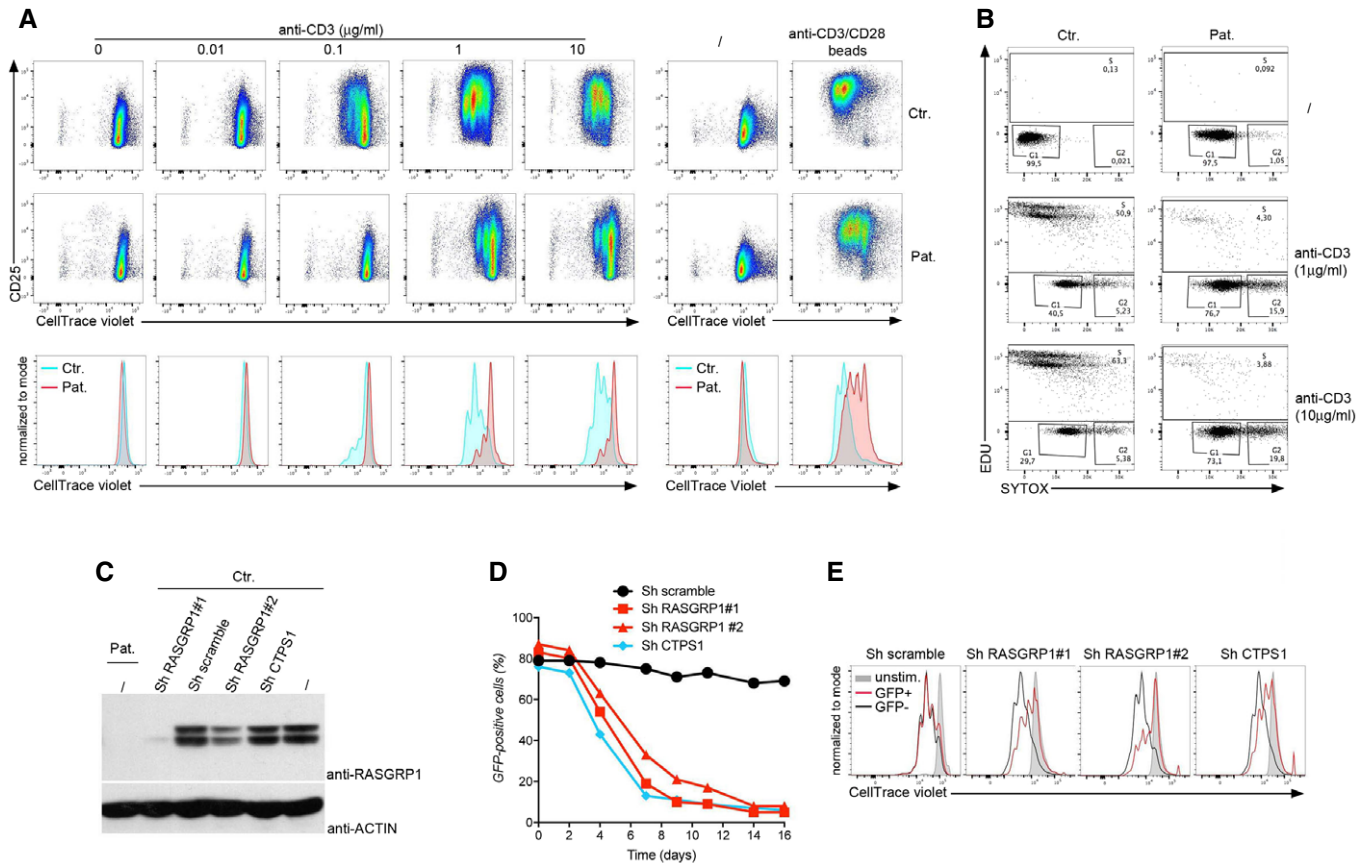 A
anti-CD3 (μg/ml)
0 0.01 0.1 1 10
/
anti-CD3/CD28
beads
Ctr.
Pat.
CD25
CellTrace violet
CellTrace violet
normalized to mode
Ctr.
Pat.
Ctr.
Pat.
CellTrace violet
CellTrace Violet
B
Ctr. Pat.
S
0,13
G1
99,5
G2
0,021
S
0,092
G1
97,5
G2
1,05
/
S
50,9
G1
40,5
G2
5,23
S
4,30
G1
76,7
G2
15,9
anti-CD3
(1μg/ml)
S
63,3
G1
29,7
G2
5,38
S
3,88
G1
73,1
G2
19,8
anti-CD3
(10μg/ml)
EDU
0 10K 20K 30K
0 10K 20K 30K
SYTOX
C
Ctr.
Pat.
/
Sh RASGRP1#1
Sh scramble
Sh RASGRP1#2
Sh CTPS1
/
anti-RASGRP1
anti-ACTIN
D
Sh scramble
Sh RASGRP1#1
Sh RASGRP1 #2
Sh CTPS1
GFP-positive cells (%)
100
80
60
40
20
0
0 2 4 6 8 10 12 14 16
Time (days)
E
Sh scramble Sh RASGRP1#1 Sh RASGRP1#2 Sh CTPS1
unstim.
GFP+
GFP-
normalized to mode
CellTrace violet